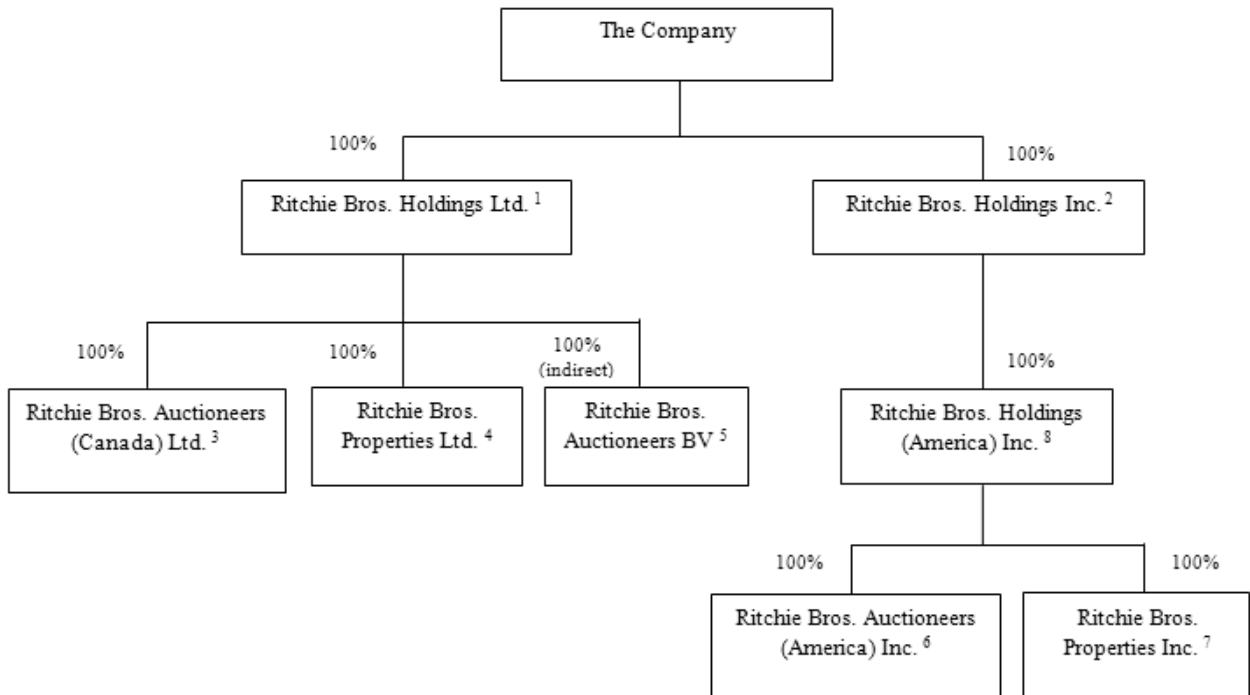 The Company
100%
100%
Ritchie Bros. Holdings Ltd. 1
Ritchie Bros. Holdings Inc. 2
100%
100%
100%
(indirect)
100%
Ritchie Bros. Auctioneers
(Canada) Ltd. 3
Ritchie Bros.
Properties Ltd. 4
Ritchie Bros.
Auctioneers BV 5
Ritchie Bros. Holdings
(America) Inc. 8
100%
100%
Ritchie Bros. Auctioneers
(America) Inc. 6
Ritchie Bros.
Properties Inc. 7